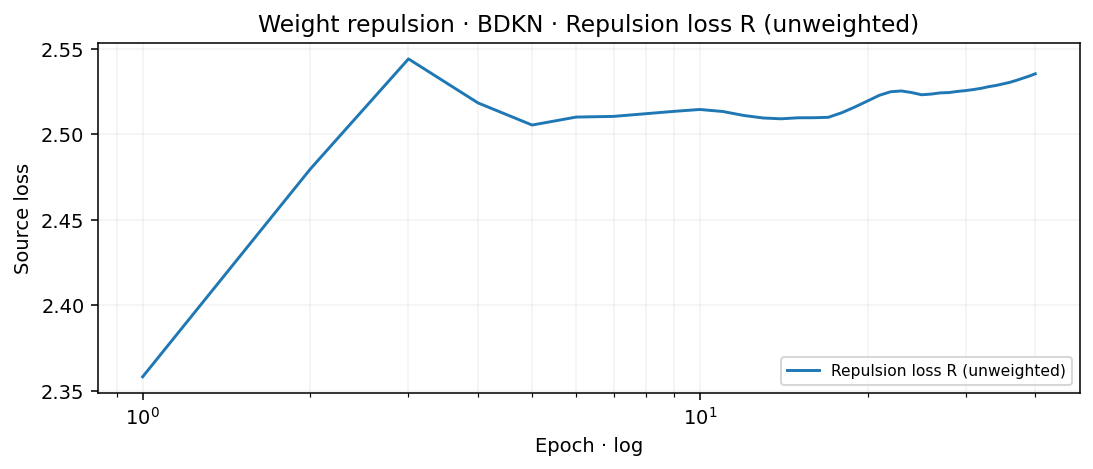 Weight repulsion · BDKN · Repulsion loss R (unweighted)
Source loss
2.55
2.50
2.45
2.40
2.35
10⁰
10¹
Epoch · log
Repulsion loss R (unweighted)